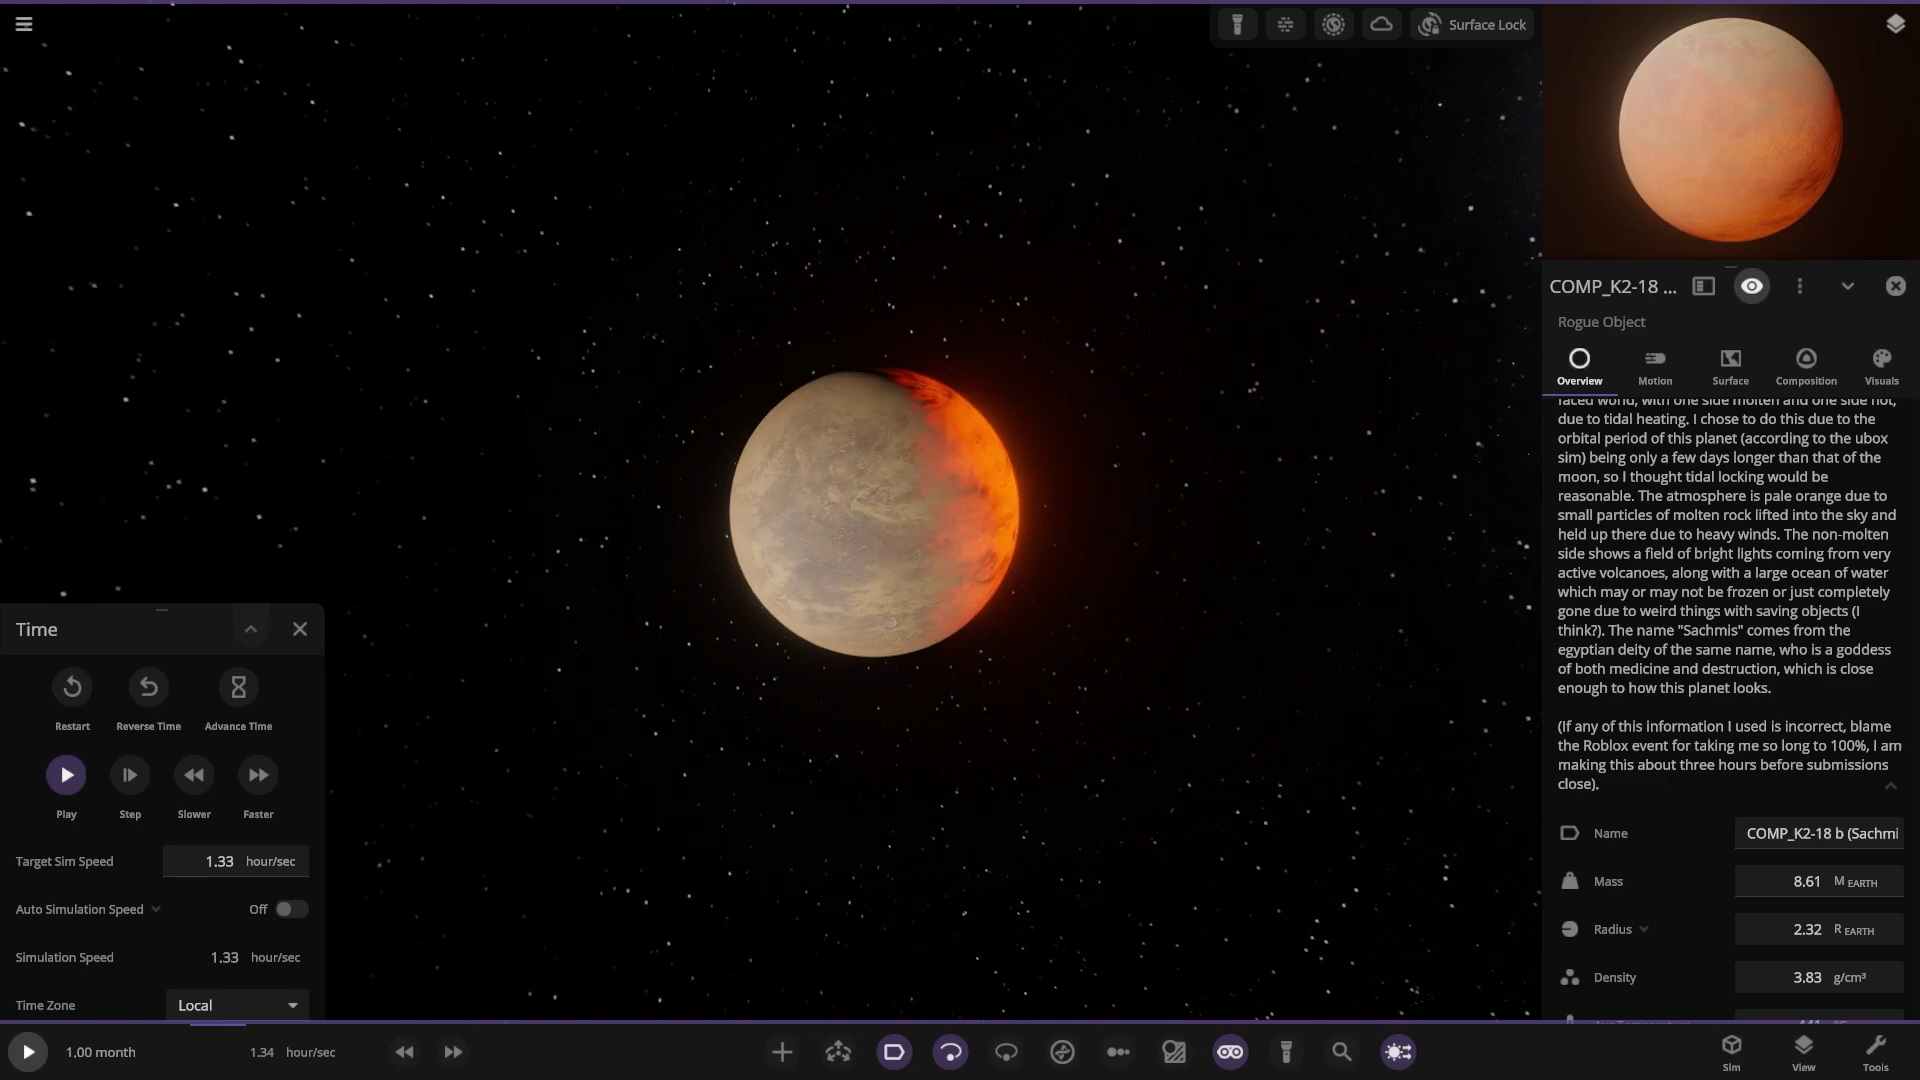 Surface Lock
COMP_K2-18 ...
Rogue Object
Overview
Motion
Surface
Composition
Visuals
faced world, with one side molten and one side hot,
due to tidal heating. I chose to do this due to the
orbital period of this planet (according to the ubox
sim) being only a few days longer than that of the
moon, so I thought tidal locking would be
reasonable. The atmosphere is pale orange due to
small particles of molten rock lifted into the sky and
held up there due to heavy winds. The non-molten
side shows a field of bright lights coming from very
active volcanoes, along with a large ocean of water
which may or may not be frozen or just completely
gone due to weird things with saving objects (I
think?). The name "Sachmis" comes from the
egyptian deity of the same name, who is a goddess
of both medicine and destruction, which is close
enough to how this planet looks.
(If any of this information I used is incorrect, blame
the Roblox event for taking me so long to 100%, I am
making this about three hours before submissions
close).
Name COMP_K2-18 b (Sachmi
Mass 8.61 M EARTH
Radius 2.32 R EARTH
Density 3.83 g/cm³
Time
Restart Reverse Time Advance Time
Play Step Slower Faster
Target Sim Speed 1.33 hour/sec
Auto Simulation Speed Off
Simulation Speed 1.33 hour/sec
Time Zone Local
1.00 month 1.34 hour/sec
Sim View Tools